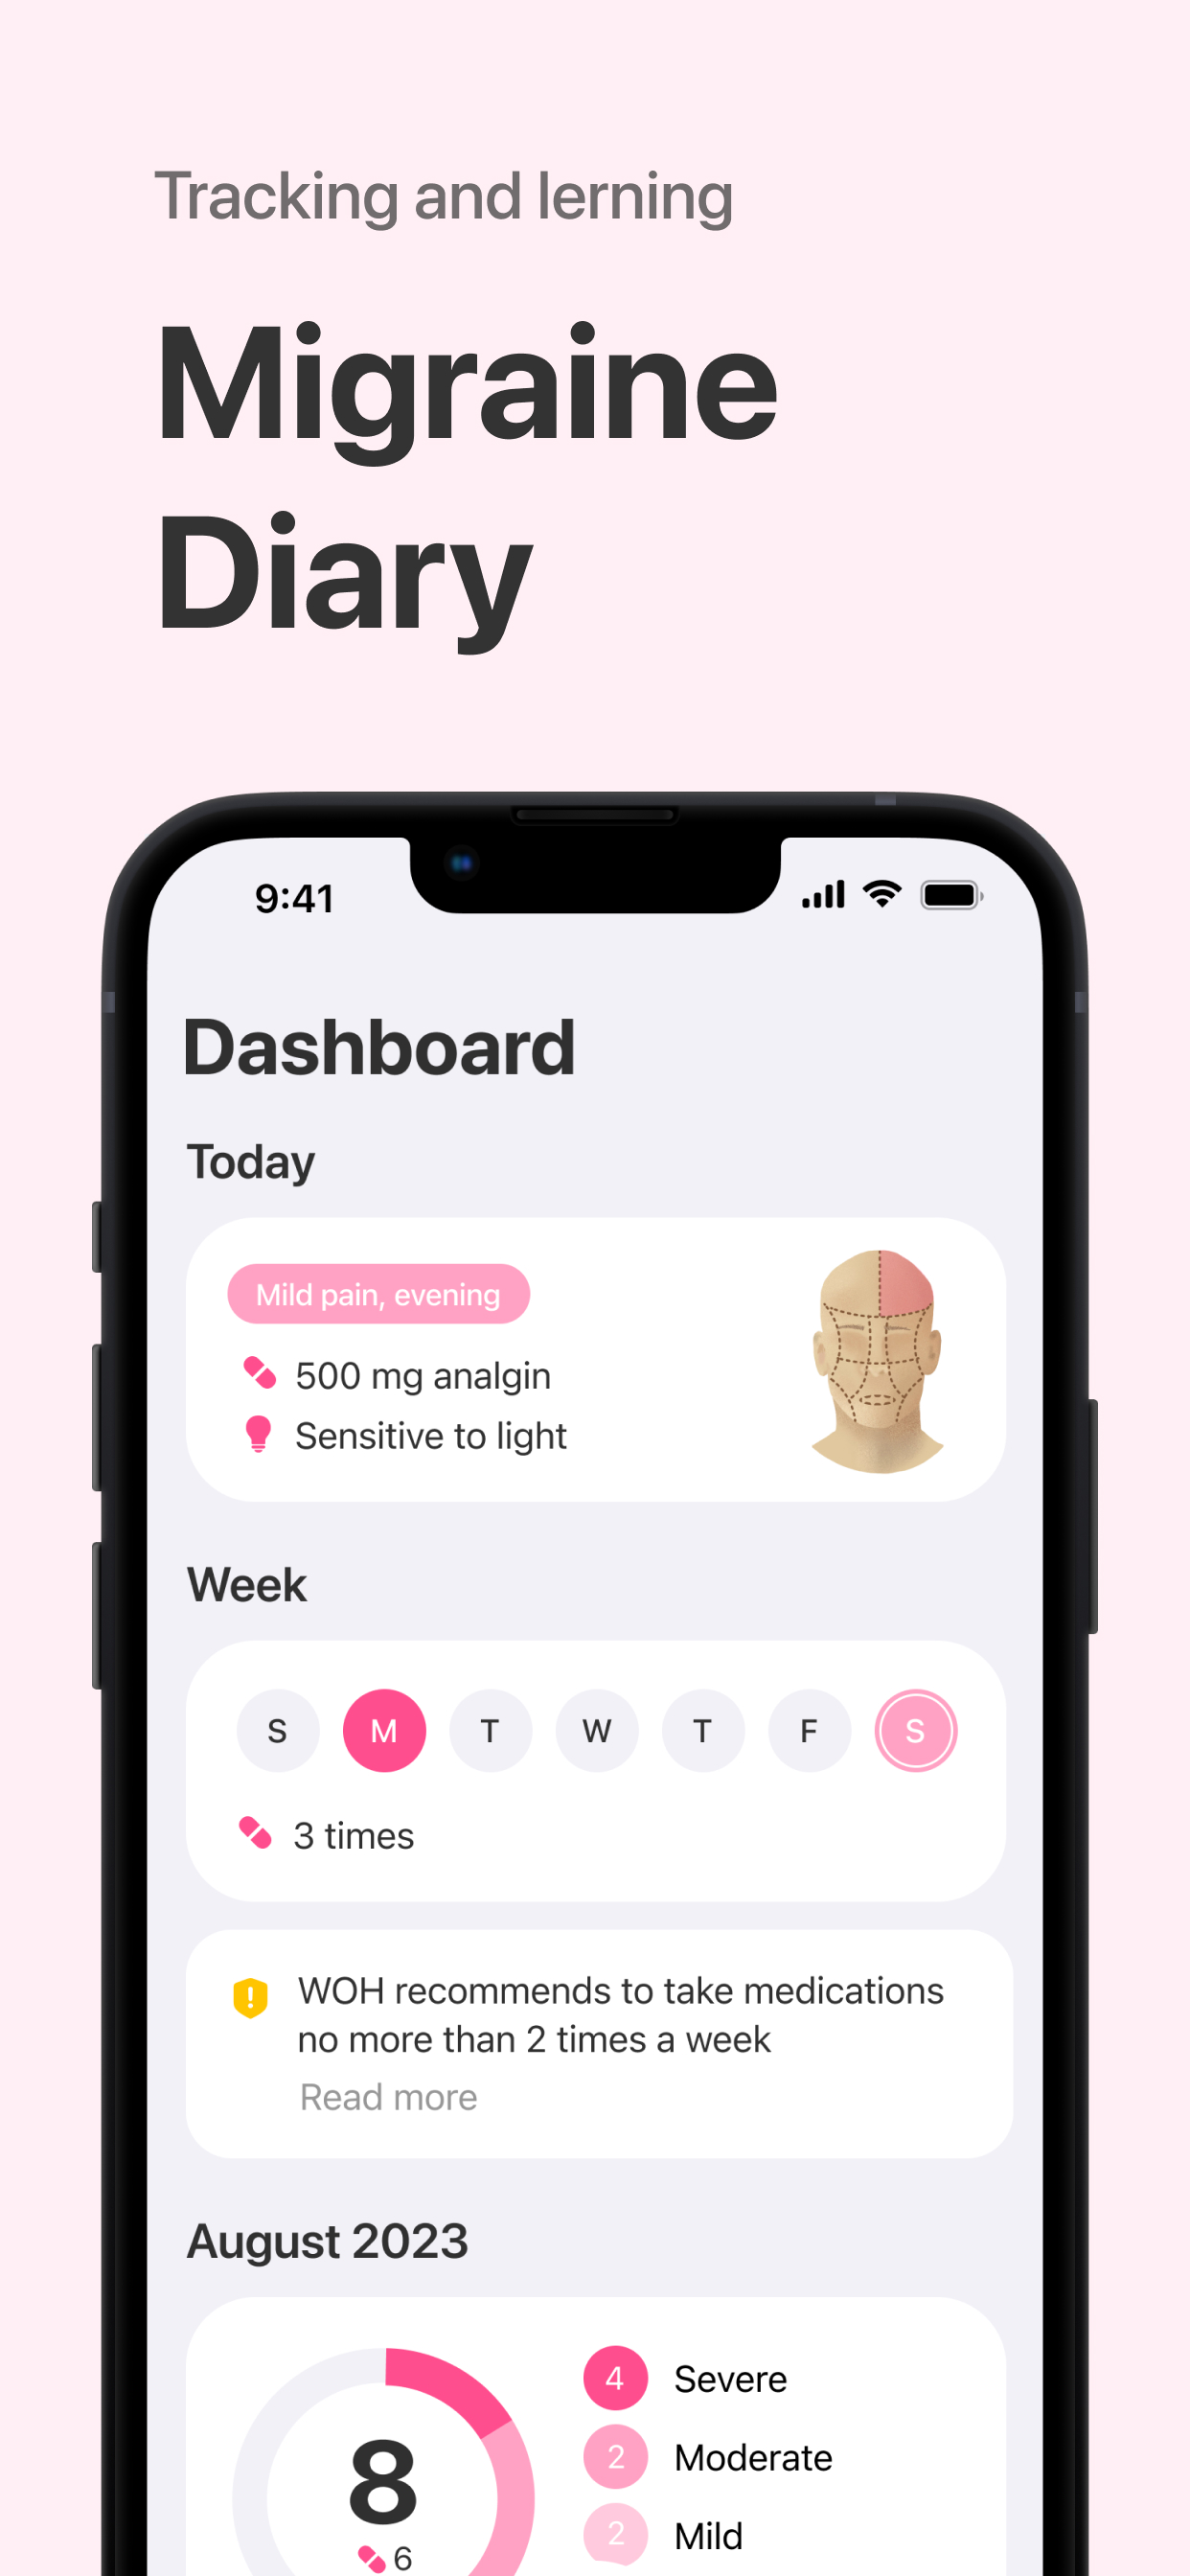 Tracking and lerning
Migraine
Diary
9:41
Dashboard
Today
Mild pain, evening
500 mg analgin
Sensitive to light
Week
S M T W T F S
3 times
WOH recommends to take medications
no more than 2 times a week
Read more
August 2023
4 Severe
2 Moderate
8
2 Mild
6